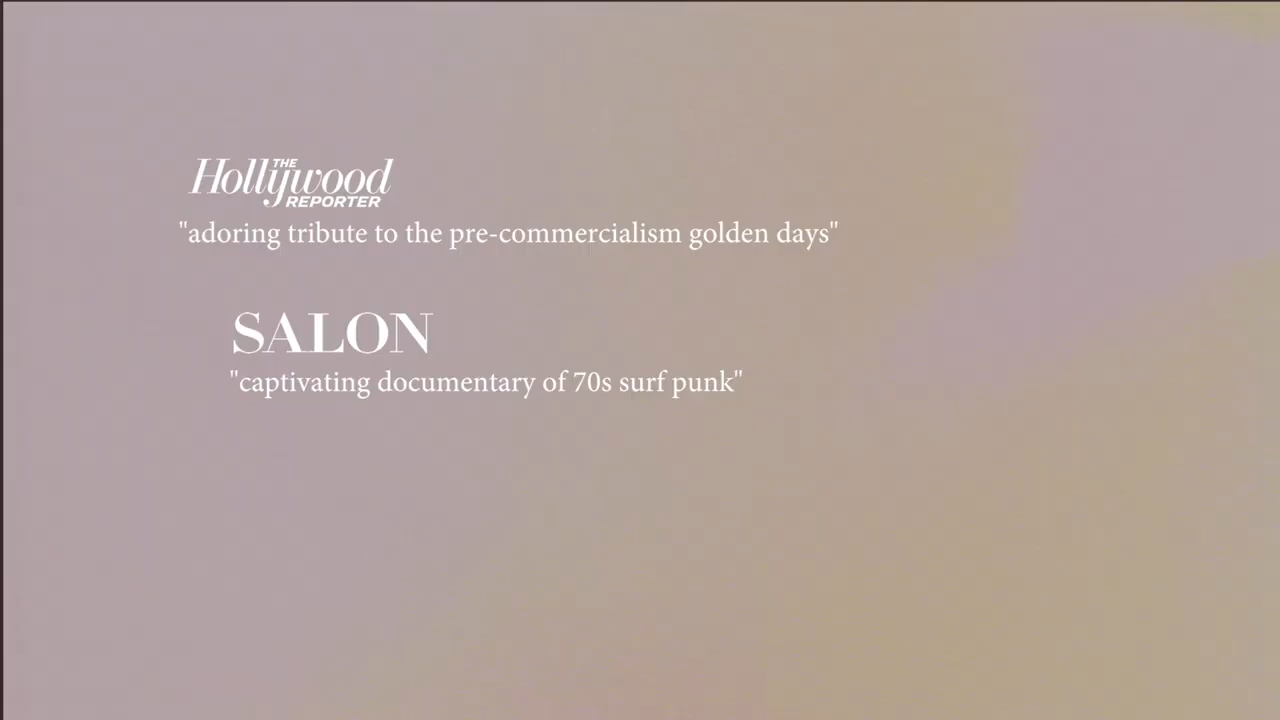 THE
Hollywood
REPORTER
"adoring tribute to the pre-commercialism golden days"
SALON
"captivating documentary of 70s surf punk"